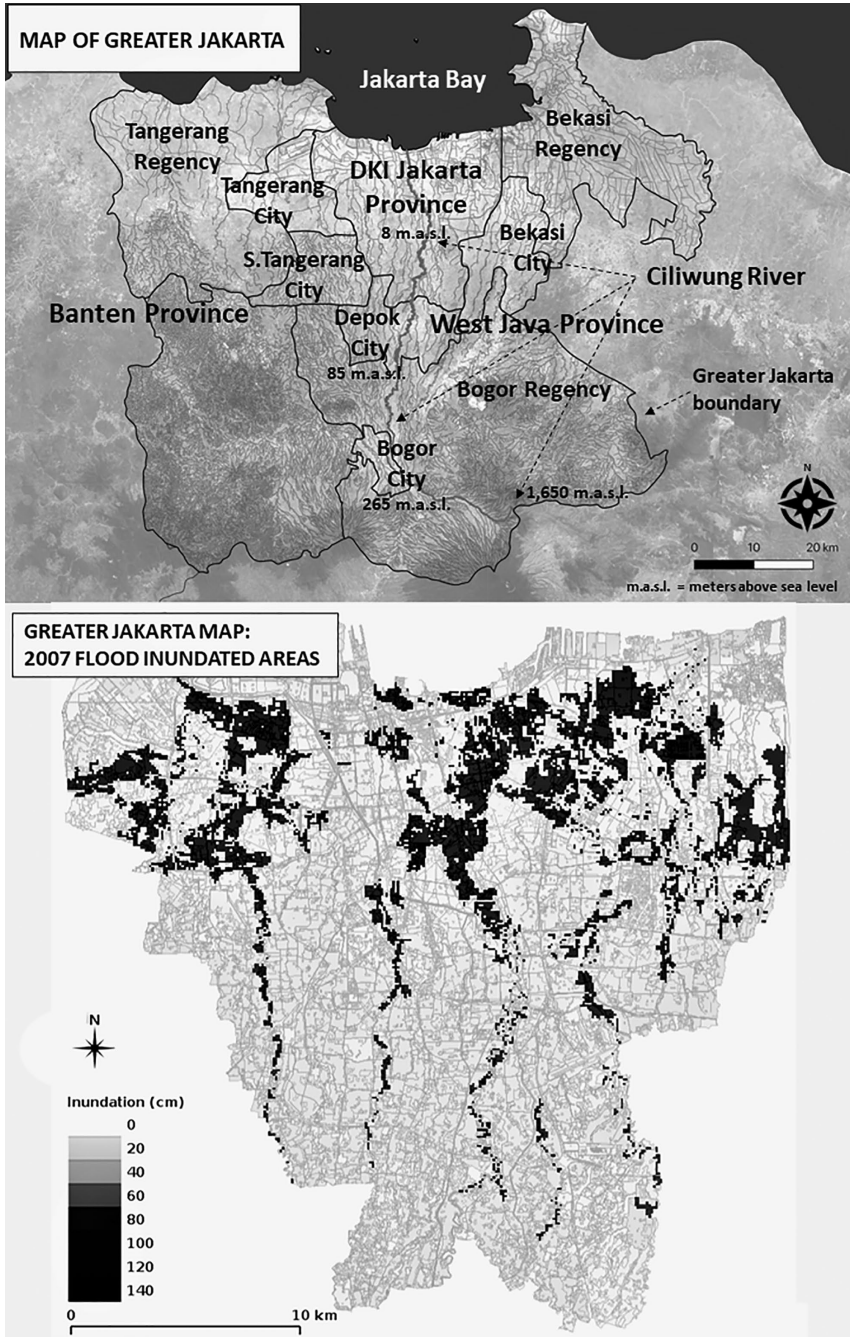 MAP OF GREATER JAKARTA
Jakarta Bay
Tangerang
Regency
Bekasi
Regency
DKI Jakarta
Province
8 m.a.s.l.
Tangerang
City
Bekasi
City
S.Tangerang
City
Ciliwung River
Banten Province
Depok
City
85 m.a.s.l.
West Java Province
Bogor Regency
Greater Jakarta
boundary
Bogor
City
265 m.a.s.l.
1,650 m.a.s.l.
N
0 10 20 km
m.a.s.l. = meters above sea level
GREATER JAKARTA MAP:
2007 FLOOD INUNDATED AREAS
N
Inundation (cm)
0
20
40
60
80
100
120
140
0 10 km